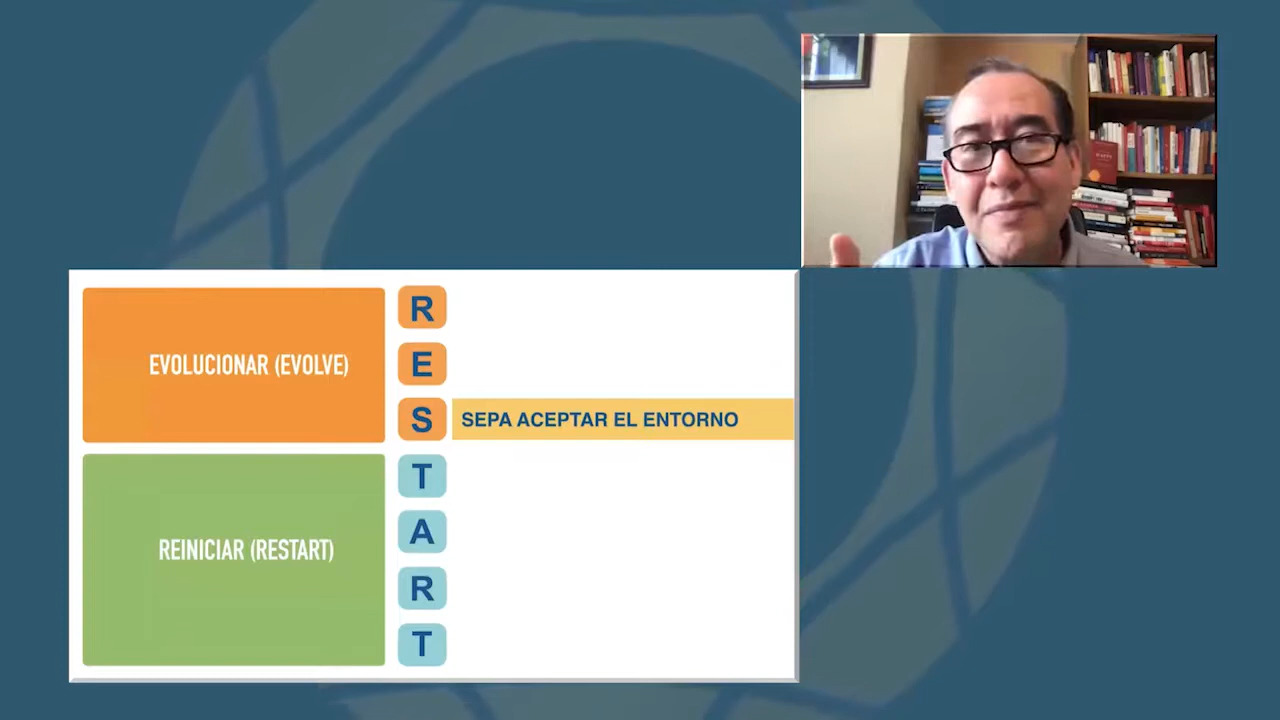 EVOLUCIONAR (EVOLVE)
REINICIAR (RESTART)
R
E
S SEPA ACEPTAR EL ENTORNO
T
A
R
T